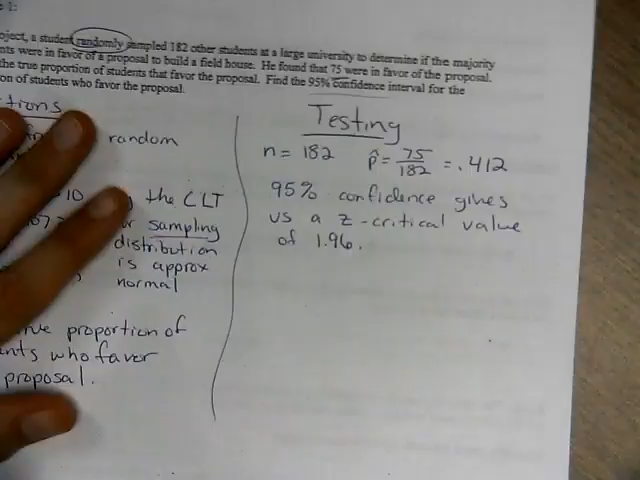 e 1:
oject, a student randomly sampled 182 other students at a large university to determine if the majority
nts were in favor of a proposal to build a field house. He found that 75 were in favor of the proposal.
the true proportion of students that favor the proposal. Find the 95% confidence interval for the
on of students who favor the proposal.
tions
random
10 the CLT
sampling
distribution
is approx
normal
proportion of
nts who favor
proposal.
Testing
n = 182 p̂ = 75/182 = .412
95% confidence gives
us a z-critical value
of 1.96.